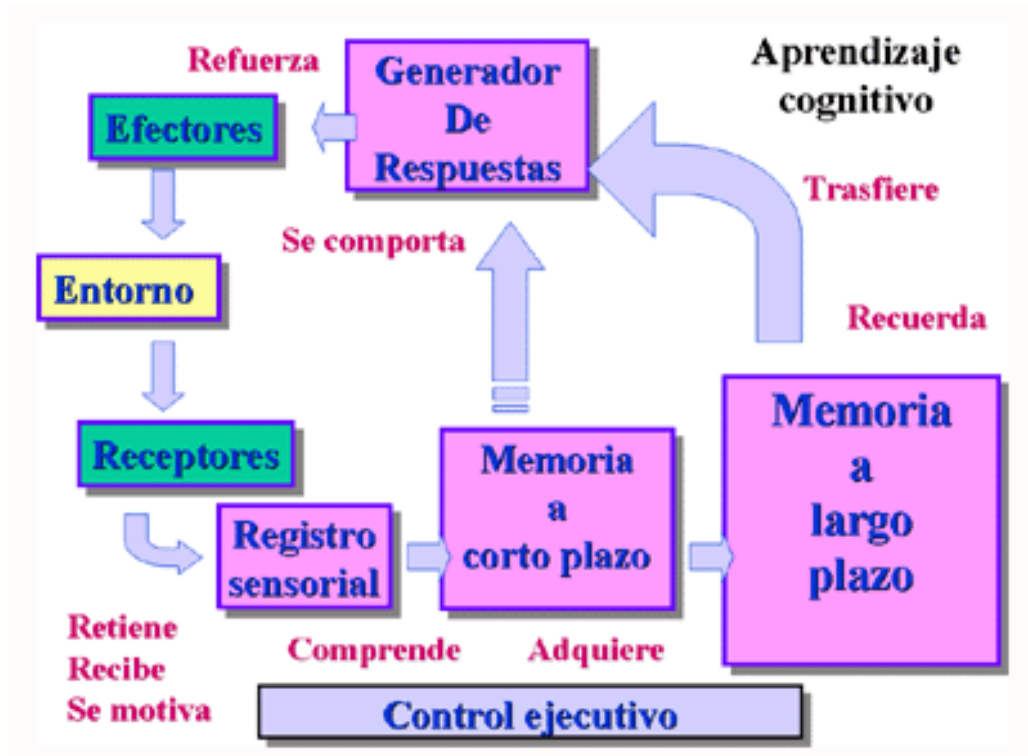 Aprendizaje
cognitivo
Refuerza
Generador
De
Respuestas
Efectores
Trasfiere
Se comporta
Entorno
Recuerda
Receptores
Memoria
a
corto plazo
Memoria
a
largo
plazo
Registro
sensorial
Retiene
Recibe
Se motiva
Comprende
Adquiere
Control ejecutivo